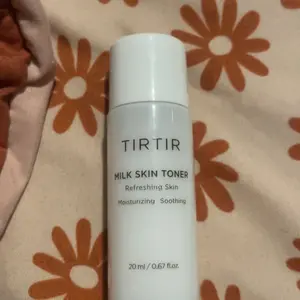 TIRTIR
MILK SKIN TONER
Refreshing Skin
Moisturizing Soothing
20 ml / 0.67 fl.oz.